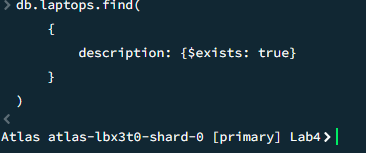 > db.laptops.find(
{
description: {$exists: true}
}
)
<
Atlas atlas-lbx3t0-shard-0 [primary] Lab4>